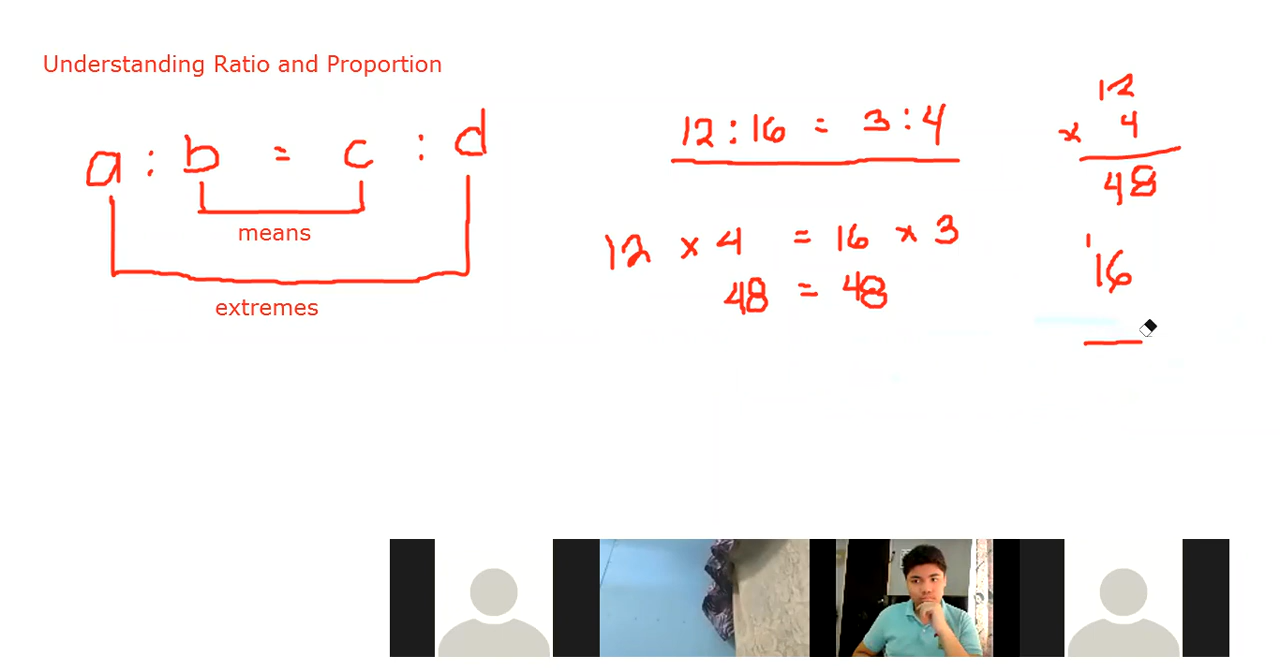 Understanding Ratio and Proportion
a : b = c : d
means
extremes
12 : 16 = 3 : 4
12 x 4 = 16 x 3
48 = 48
12
x 4
48
1
16